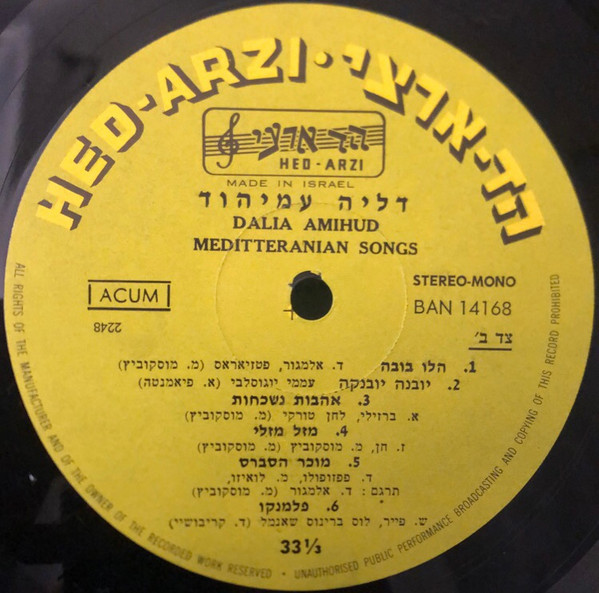 HED-ARZI · הד-ארצי
הד ארצי
HED-ARZI
MADE IN ISRAEL
דליה עמיהוד
DALIA AMIHUD
MEDITTERANIAN SONGS
ACUM
2248
STEREO-MONO
BAN 14168
צד ב׳
1. הלו בובה ד. אלמגור, פטזיאראס (מ. מוסקוביץ)
2. יובנה יובנקה עממי יוגוסלבי (א. פיאמנטה)
3. אהבות נשכחות
א. ברזילי, לחן טורקי (מ. מוסקוביץ)
4. מזל מזלי
ז. חן, מ. מוסקוביץ (מ. מוסקוביץ)
5. מוכר הסברס
ד. פפזופולו, מ. לואיזו,
תרגם: ד. אלמגור (מ. מוסקוביץ)
6. פלמנקו
ש. פייר, לוס ברינוס שאנמל (ד. קריבושיי)
33⅓
ALL RIGHTS OF THE MANUFACTURER AND OF THE OWNER OF THE RECORDED WORK RESERVED · UNAUTHORISED PUBLIC PERFORMANCE BROADCASTING AND COPYING OF THIS RECORD PROHIBITED